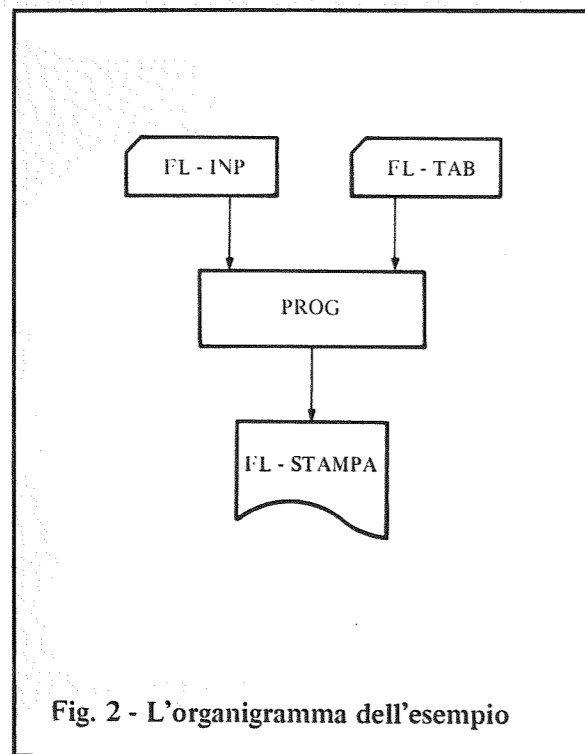 FL - INP
FL - TAB
PROG
FL - STAMPA
Fig. 2 - L'organigramma dell'esempio